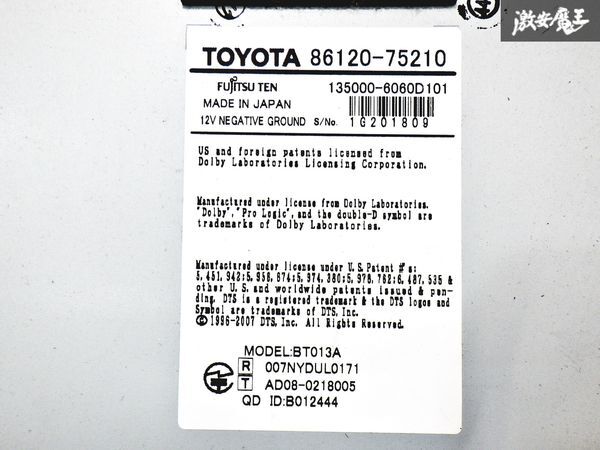 激安魔王
TOYOTA 86120-75210
FUJITSU TEN 135000-6060D101
MADE IN JAPAN
12V NEGATIVE GROUND S/No. 1G201809
US and foreign patents licensed from
Dolby Laboratories Licensing Corporation.
Manufactured under license from Dolby Laboratories.
"Dolby", "Pro Logic", and the double-D symbol are
trademarks of Dolby Laboratories.
Manufactured under license under U.S. Patent #'s:
5,451,942;5,956,674;5,974,380;5,978,762;6,487,535 &
other U.S. and worldwide patents issued & pen-
ding. DTS is a registered trademark & the DTS logos and
Symbol are trademarks of DTS, Inc.
©1996-2007 DTS, Inc. All Rights Reserved.
MODEL:BT013A
R 007NYDUL0171
T AD08-0218005
QD ID:B012444